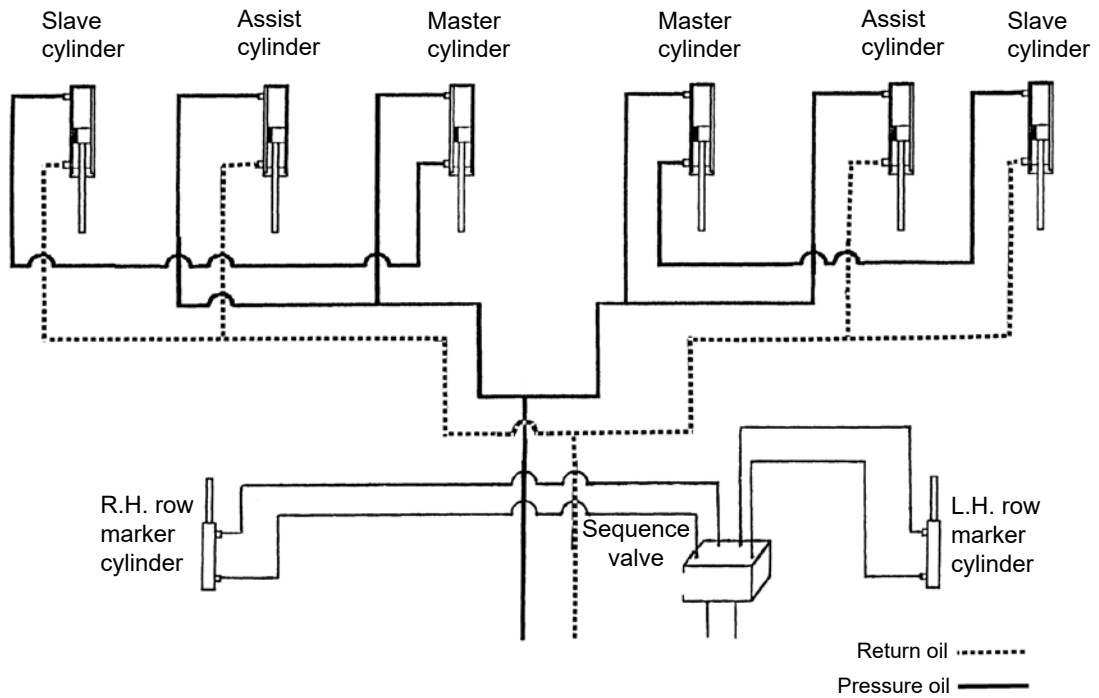 Slave
cylinder
Assist
cylinder
Master
cylinder
Master
cylinder
Assist
cylinder
Slave
cylinder
R.H. row
marker
cylinder
Sequence
valve
L.H. row
marker
cylinder
Return oil
Pressure oil